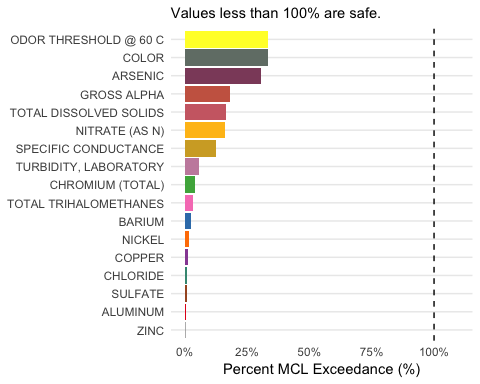 Values less than 100% are safe.
ODOR THRESHOLD @ 60 C
COLOR
ARSENIC
GROSS ALPHA
TOTAL DISSOLVED SOLIDS
NITRATE (AS N)
SPECIFIC CONDUCTANCE
TURBIDITY, LABORATORY
CHROMIUM (TOTAL)
TOTAL TRIHALOMETHANES
BARIUM
NICKEL
COPPER
CHLORIDE
SULFATE
ALUMINUM
ZINC
0% 25% 50% 75% 100%
Percent MCL Exceedance (%)